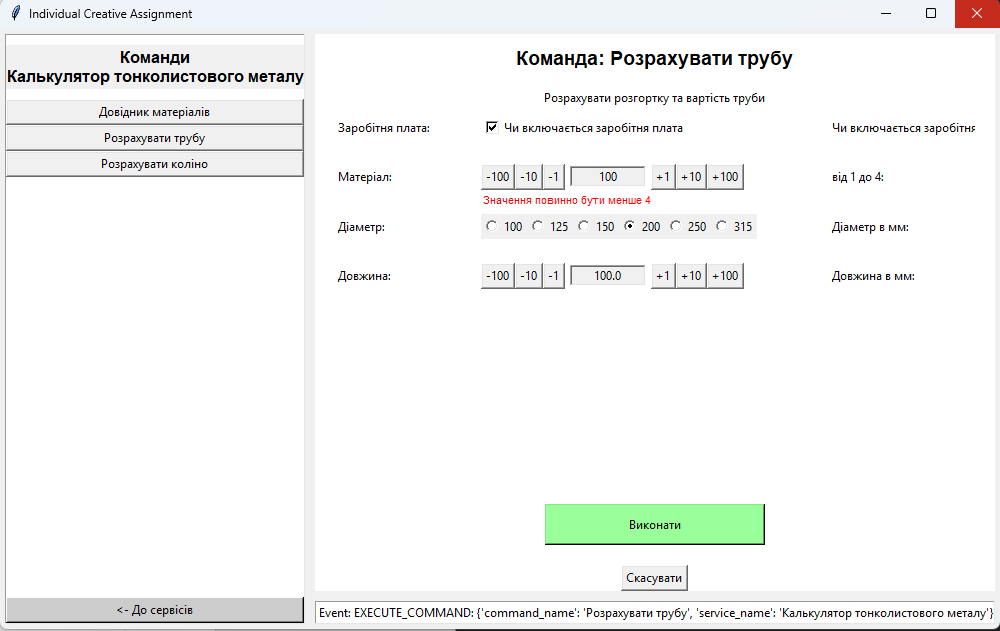 Individual Creative Assignment
Команди
Калькулятор тонколистового металу
Довідник матеріалів
Розрахувати трубу
Розрахувати коліно
<- До сервісів
Команда: Розрахувати трубу
Розрахувати розгортку та вартість труби
Заробітня плата: Чи включається заробітня плата Чи включається заробітня
Матеріал: -100 -10 -1 100 +1 +10 +100 від 1 до 4:
Значення повинно бути менше 4
Діаметр: 100 125 150 200 250 315 Діаметр в мм:
Довжина: -100 -10 -1 100.0 +1 +10 +100 Довжина в мм:
Виконати
Скасувати
Event: EXECUTE_COMMAND: {'command_name': 'Розрахувати трубу', 'service_name': 'Калькулятор тонколистового металу'}